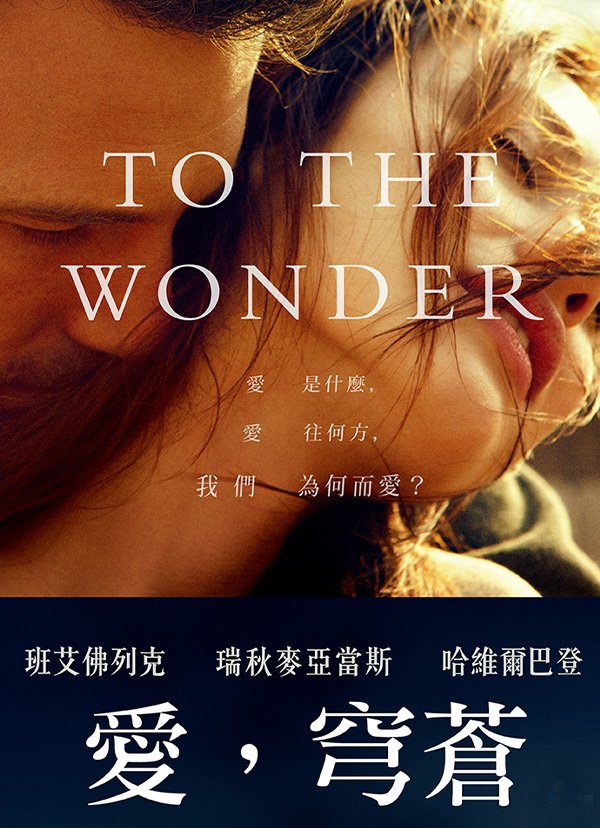 TO THE
WONDER
愛 是什麼,
愛 往何方,
我們 為何而愛？
班艾佛列克 瑞秋麥亞當斯 哈維爾巴登
愛，穹蒼